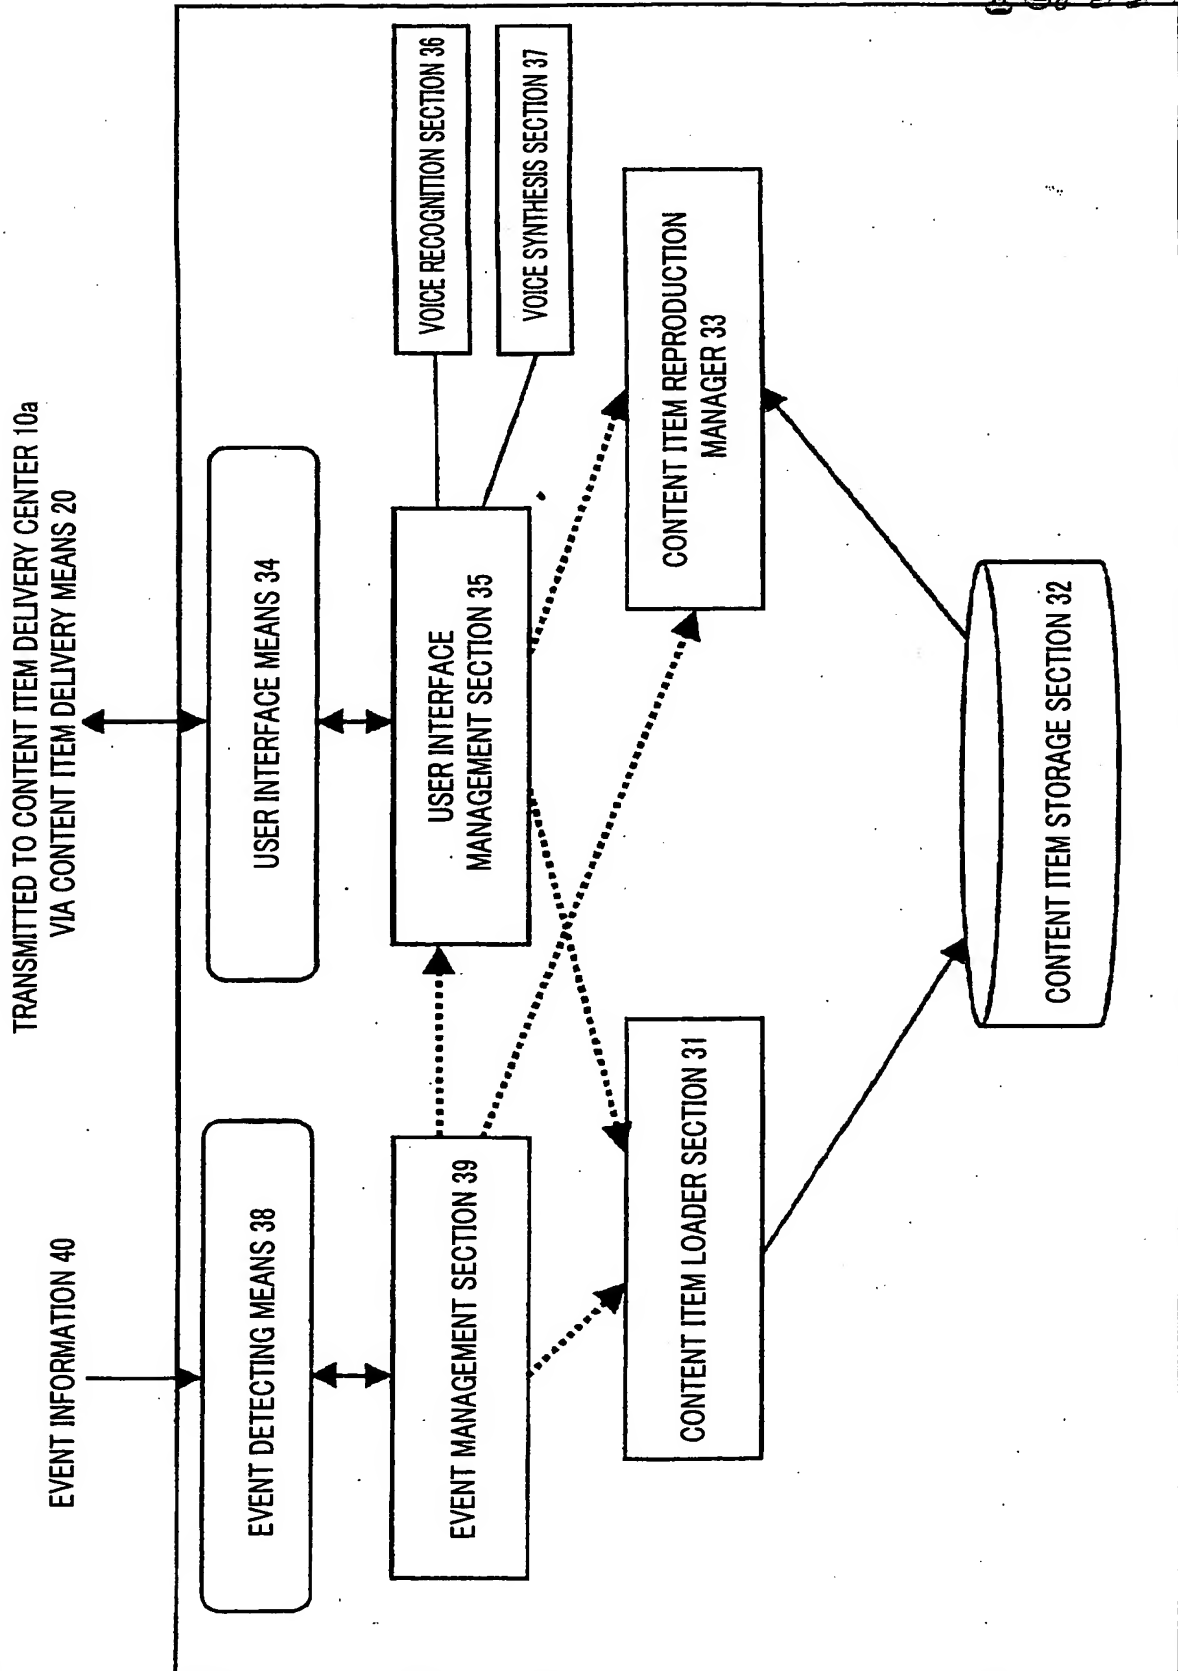 TRANSMITTED TO CONTENT ITEM DELIVERY CENTER 10a
VIA CONTENT ITEM DELIVERY MEANS 20
EVENT INFORMATION 40
EVENT DETECTING MEANS 38
USER INTERFACE MEANS 34
EVENT MANAGEMENT SECTION 39
USER INTERFACE
MANAGEMENT SECTION 35
VOICE RECOGNITION SECTION 36
VOICE SYNTHESIS SECTION 37
CONTENT ITEM LOADER SECTION 31
CONTENT ITEM REPRODUCTION
MANAGER 33
CONTENT ITEM STORAGE SECTION 32